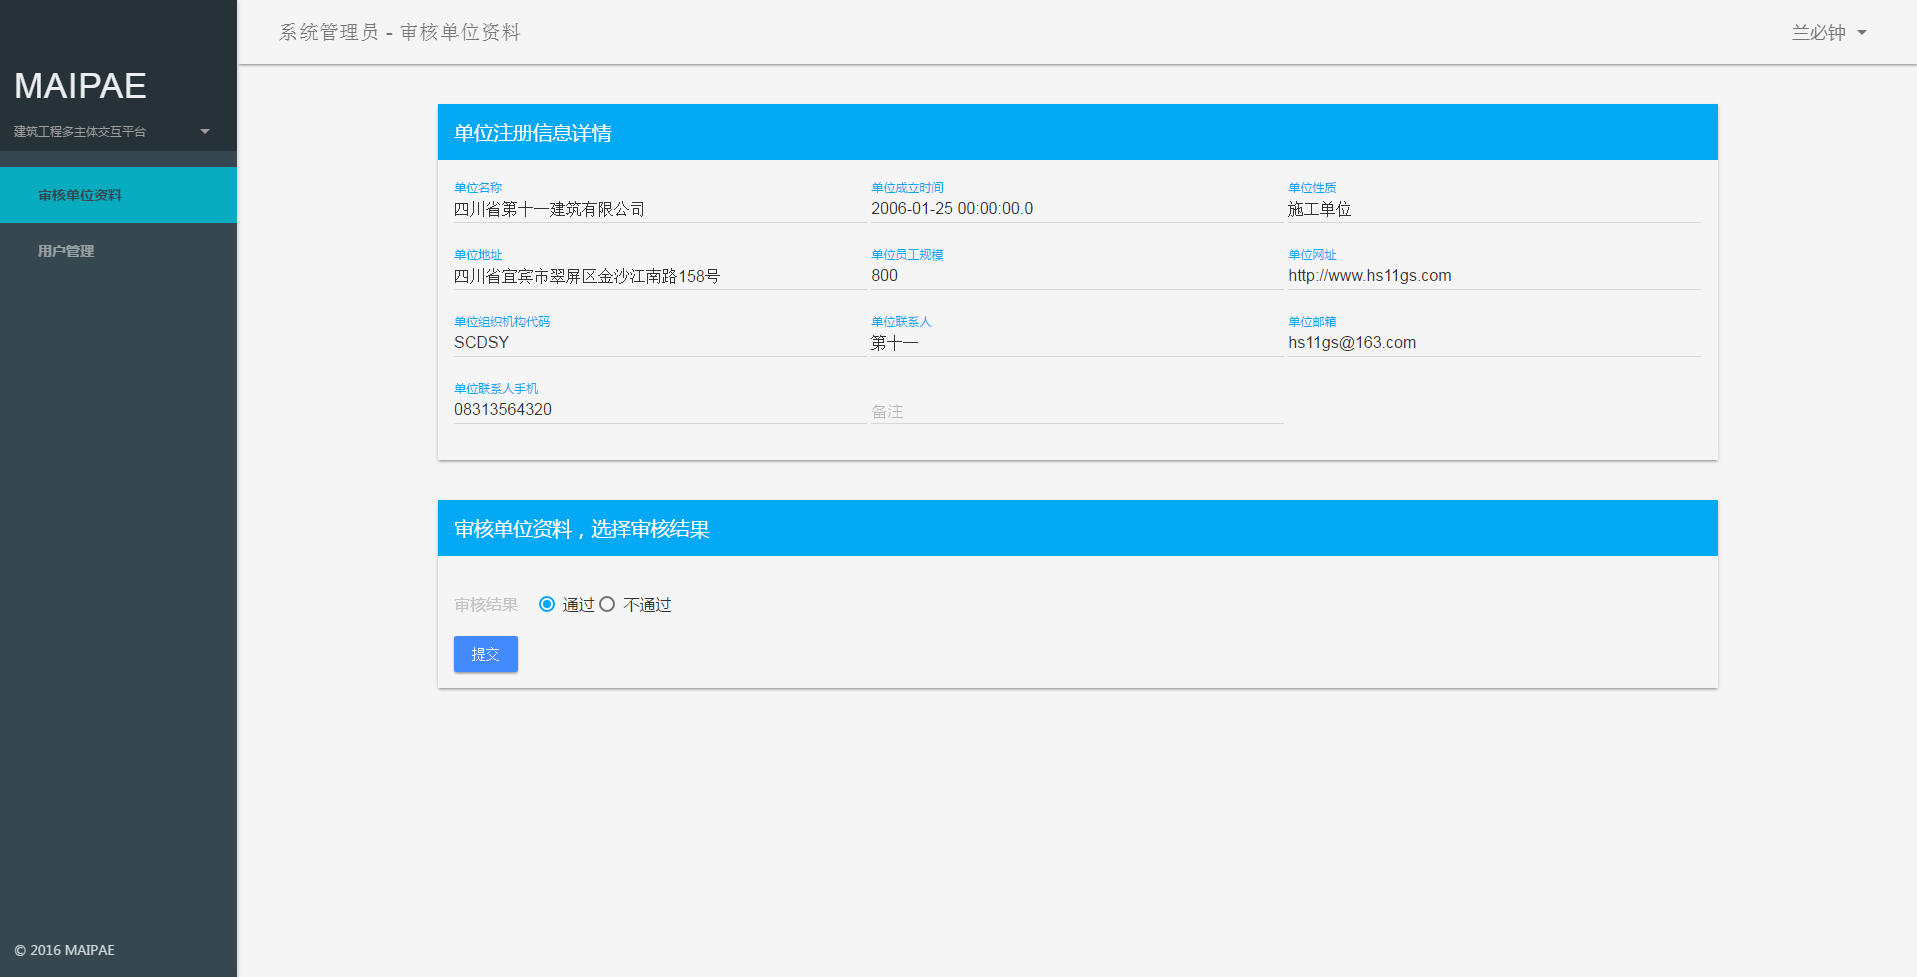 系统管理员 - 审核单位资料
兰必钟
MAIPAE
建筑工程多主体交互平台
审核单位资料
用户管理
© 2016 MAIPAE
单位注册信息详情
单位名称 单位成立时间 单位性质
四川省第十一建筑有限公司 2006-01-25 00:00:00.0 施工单位
单位地址 单位员工规模 单位网址
四川省宜宾市翠屏区金沙江南路158号 800 http://www.hs11gs.com
单位组织机构代码 单位联系人 单位邮箱
SCDSY 第十一 hs11gs@163.com
单位联系人手机
08313564320 备注
审核单位资料，选择审核结果
审核结果 通过 不通过
提交